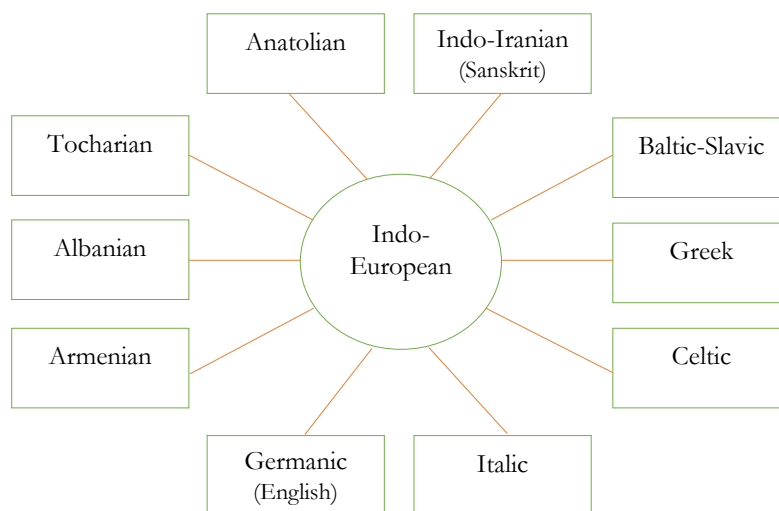 Anatolian
Indo-Iranian
(Sanskrit)
Tocharian
Baltic-Slavic
Indo-
European
Albanian
Greek
Armenian
Celtic
Germanic
(English)
Italic